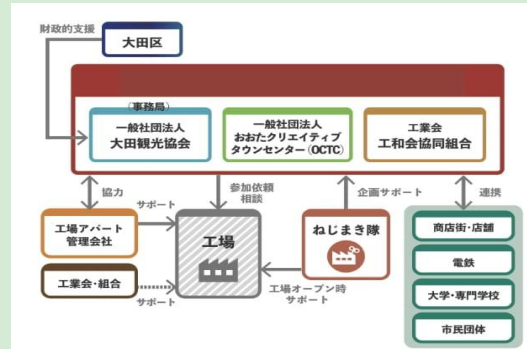 財政的支援
大田区
(事務局)
一般社団法人
大田観光協会
一般社団法人
おおたクリエイティブ
タウンセンター(OCTC)
工業会
工和会協同組合
協力
サポート
参加依頼
相談
企画サポート
連携
工場アパート
管理会社
工場
ねじまき隊
商店街・店舗
電鉄
大学・専門学校
市民団体
工業会・組合
サポート
工場オープン時
サポート